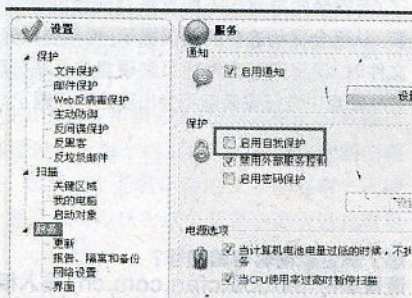 设置
保护
文件保护
邮件保护
Web反病毒保护
主动防御
反间谍保护
反黑客
反垃圾邮件
扫描
关键区域
我的电脑
启动对象
服务
更新
报告、隔离和备份
网络设置
界面
服务
通知
启用通知
设置
保护
启用自我保护
禁用外部服务控制
启用密码保护
电源选项
当计算机电池电量过低的时候,不执
务
当CPU使用率过高时暂停扫描